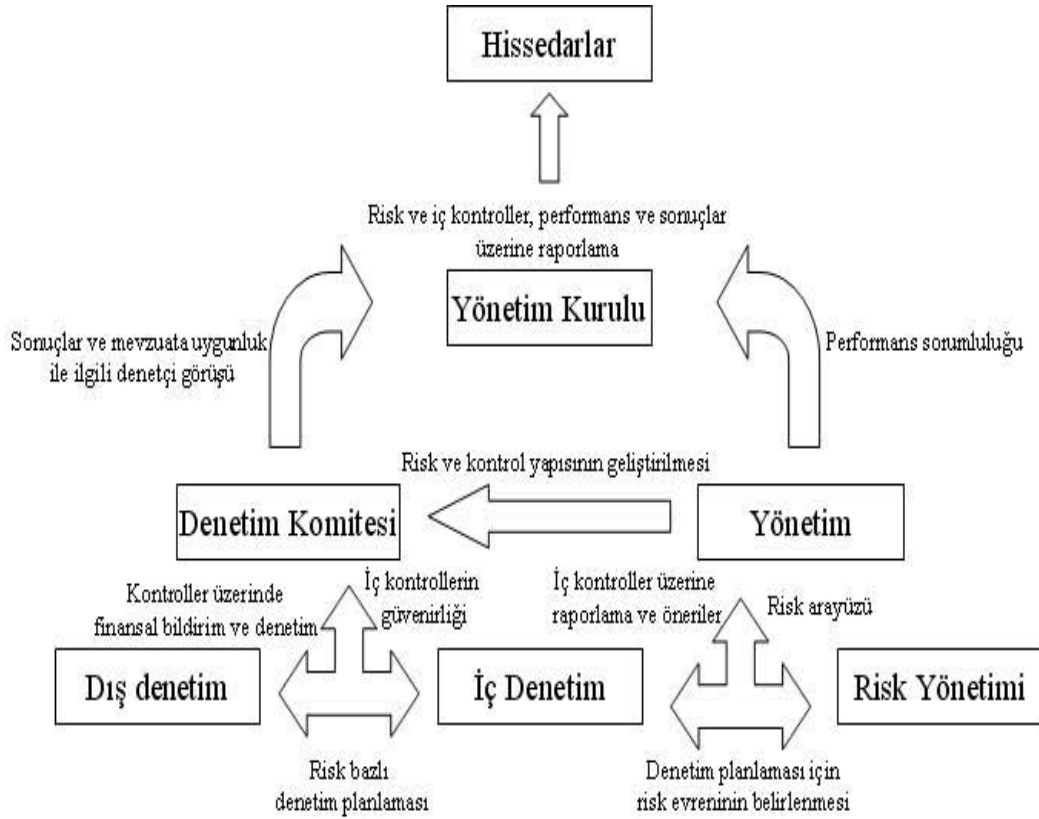 Hissedarlar
Risk ve iç kontroller, performans ve sonuçlar
üzerine raporlama
Yönetim Kurulu
Sonuçlar ve mevzuata uygunluk
ile ilgili denetçi görüşü
Performans sorumluluğu
Risk ve kontrol yapısının geliştirilmesi
Denetim Komitesi
Yönetim
Kontroller üzerinde
finansal bildirim ve denetim
İç kontrollerin
güvenirliği
İç kontroller üzerine
raporlama ve öneriler
Risk arayüzü
Dış denetim
İç Denetim
Risk Yönetimi
Risk bazlı
denetim planlaması
Denetim planlaması için
risk evreninin belirlenmesi